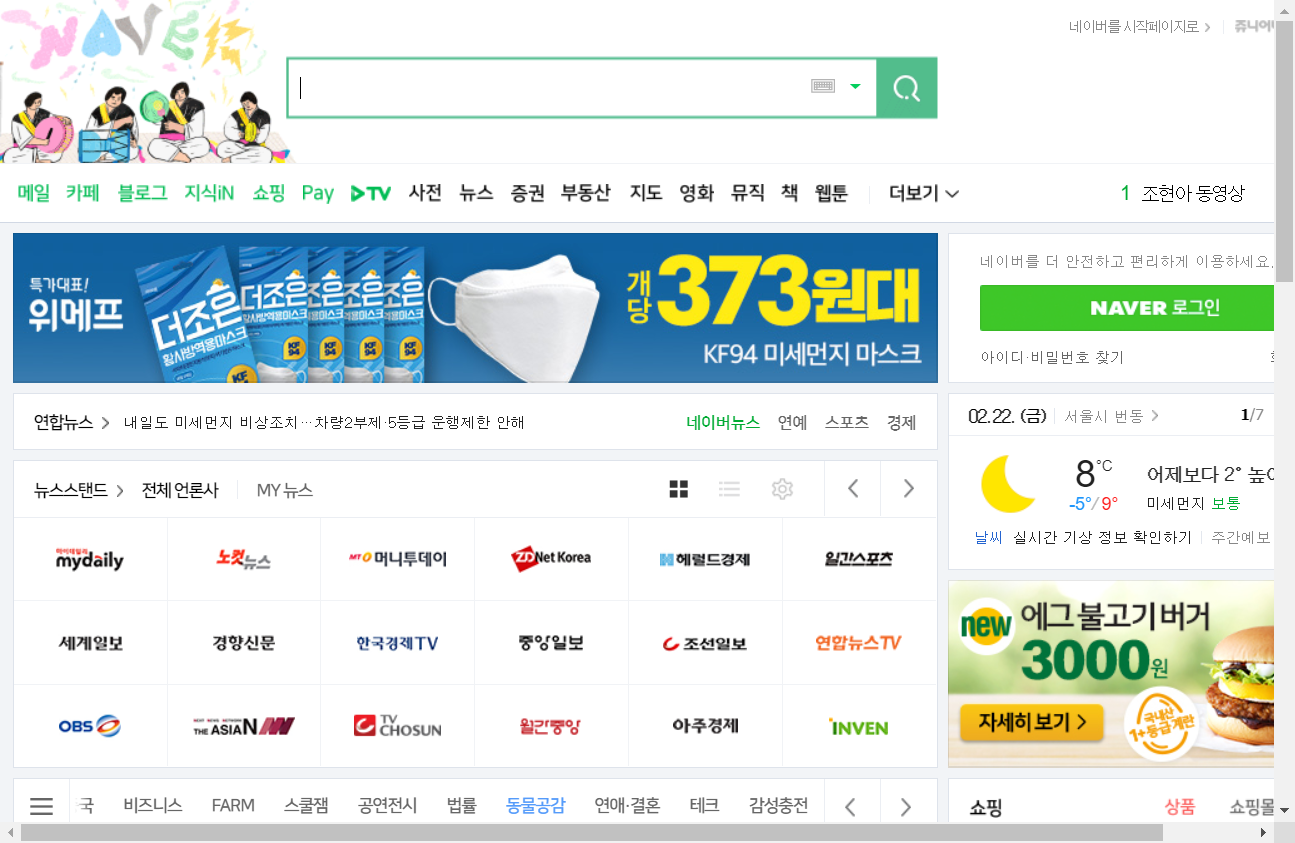 NAVER
네이버를 시작페이지로
쥬니어
메일 카페 블로그 지식iN 쇼핑 Pay TV 사전 뉴스 증권 부동산 지도 영화 뮤직 책 웹툰 더보기
1 조현아 동영상
특가대표!
위메프
더조은 더조은 더조은 더조은 더조은
황사방역용마스크
KF94
개당 373원대
KF94 미세먼지 마스크
네이버를 더 안전하고 편리하게 이용하세요.
NAVER 로그인
아이디·비밀번호 찾기
연합뉴스 내일도 미세먼지 비상조치…차량2부제·5등급 운행제한 안해
네이버뉴스 연예 스포츠 경제
02.22. (금) 서울시 번동 1/7
8°C
-5°/9°
어제보다 2° 높아
미세먼지 보통
날씨 실시간 기상 정보 확인하기 주간예보
뉴스스탠드 전체 언론사 MY 뉴스
마이데일리 mydaily
노컷뉴스
MT 머니투데이
ZDNet Korea
헤럴드경제
일간스포츠
세계일보
경향신문
한국경제TV
중앙일보
조선일보
연합뉴스TV
OBS
THE ASIAN
TV CHOSUN
월간중앙
아주경제
INVEN
new 에그 불고기버거
3000원
자세히 보기 >
국내산
1+등급계란
국 비즈니스 FARM 스쿨잼 공연전시 법률 동물공감 연애·결혼 테크 감성충전
쇼핑 상품 쇼핑몰